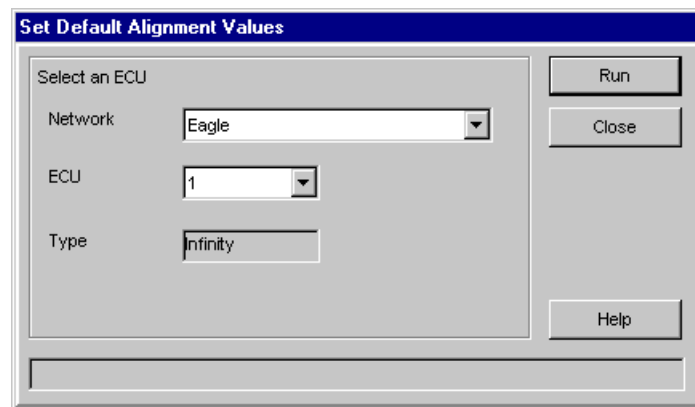 Set Default Alignment Values
Select an ECU
Run
Network
Eagle
Close
ECU
1
Type
Infinity
Help